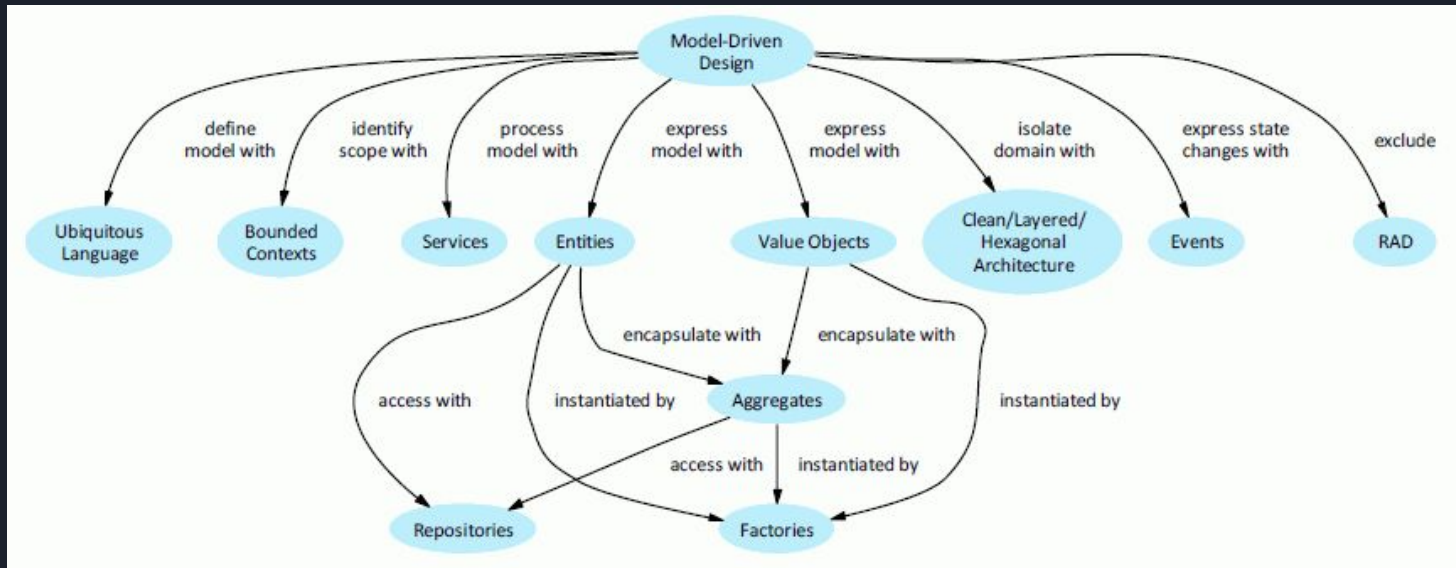 Model-Driven
Design
define
model with
identify
scope with
process
model with
express
model with
express
model with
isolate
domain with
express state
changes with
exclude
Ubiquitous
Language
Bounded
Contexts
Services
Entities
Value Objects
Clean/Layered/
Hexagonal
Architecture
Events
RAD
encapsulate with
encapsulate with
access with
instantiated by
Aggregates
instantiated by
access with
instantiated by
Repositories
Factories